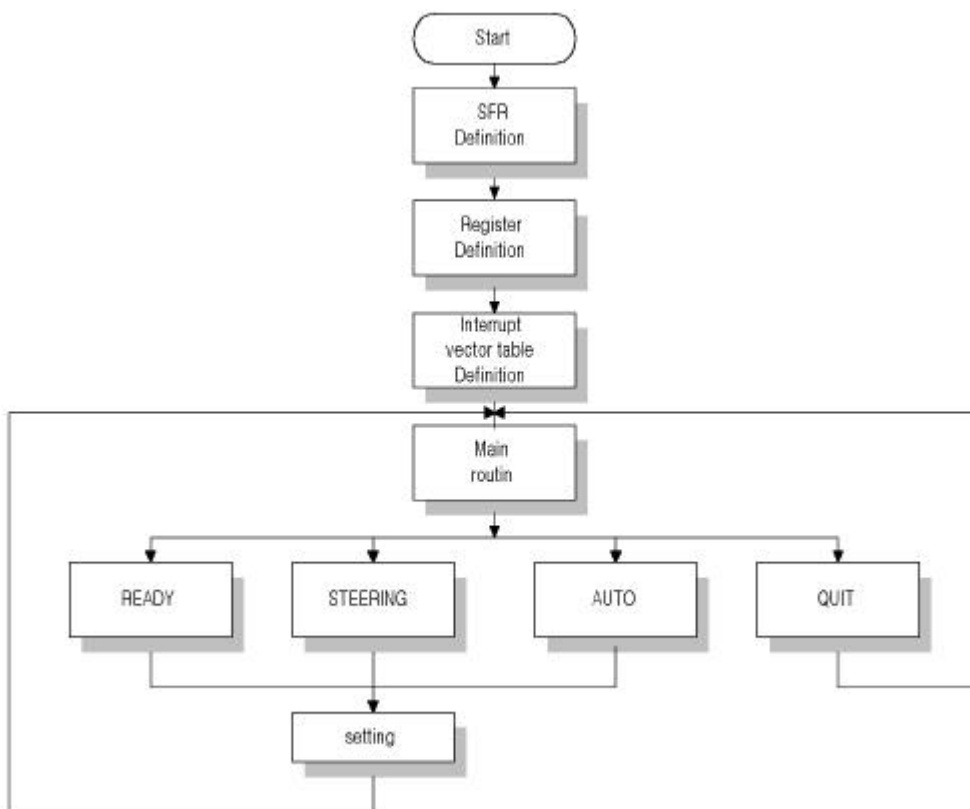 Start
SFR
Definition
Register
Definition
Interrupt
vector table
Definition
Main
routin
READY
STEERING
AUTO
QUIT
setting